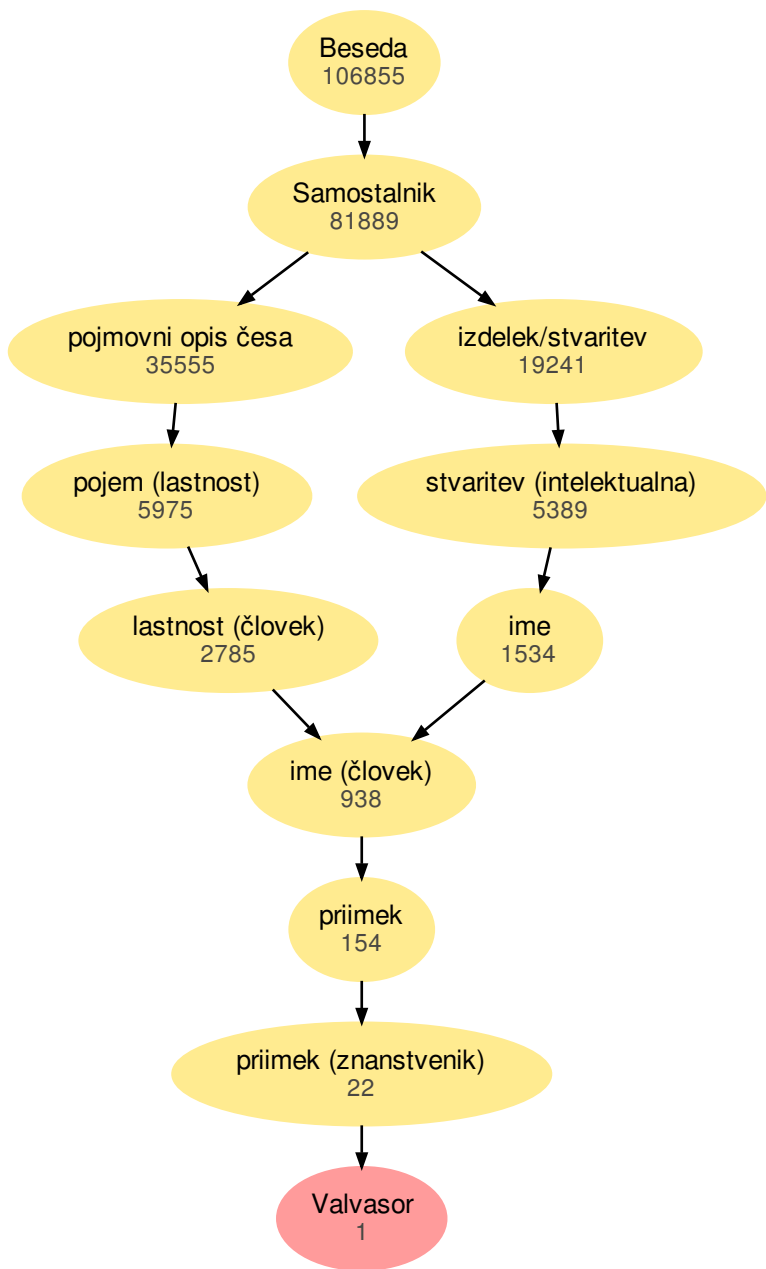 Beseda
106855
Samostalnik
81889
pojmovni opis česa
35555
izdelek/stvaritev
19241
pojem (lastnost)
5975
stvaritev (intelektualna)
5389
lastnost (človek)
2785
ime
1534
ime (človek)
938
priimek
154
priimek (znanstvenik)
22
Valvasor
1